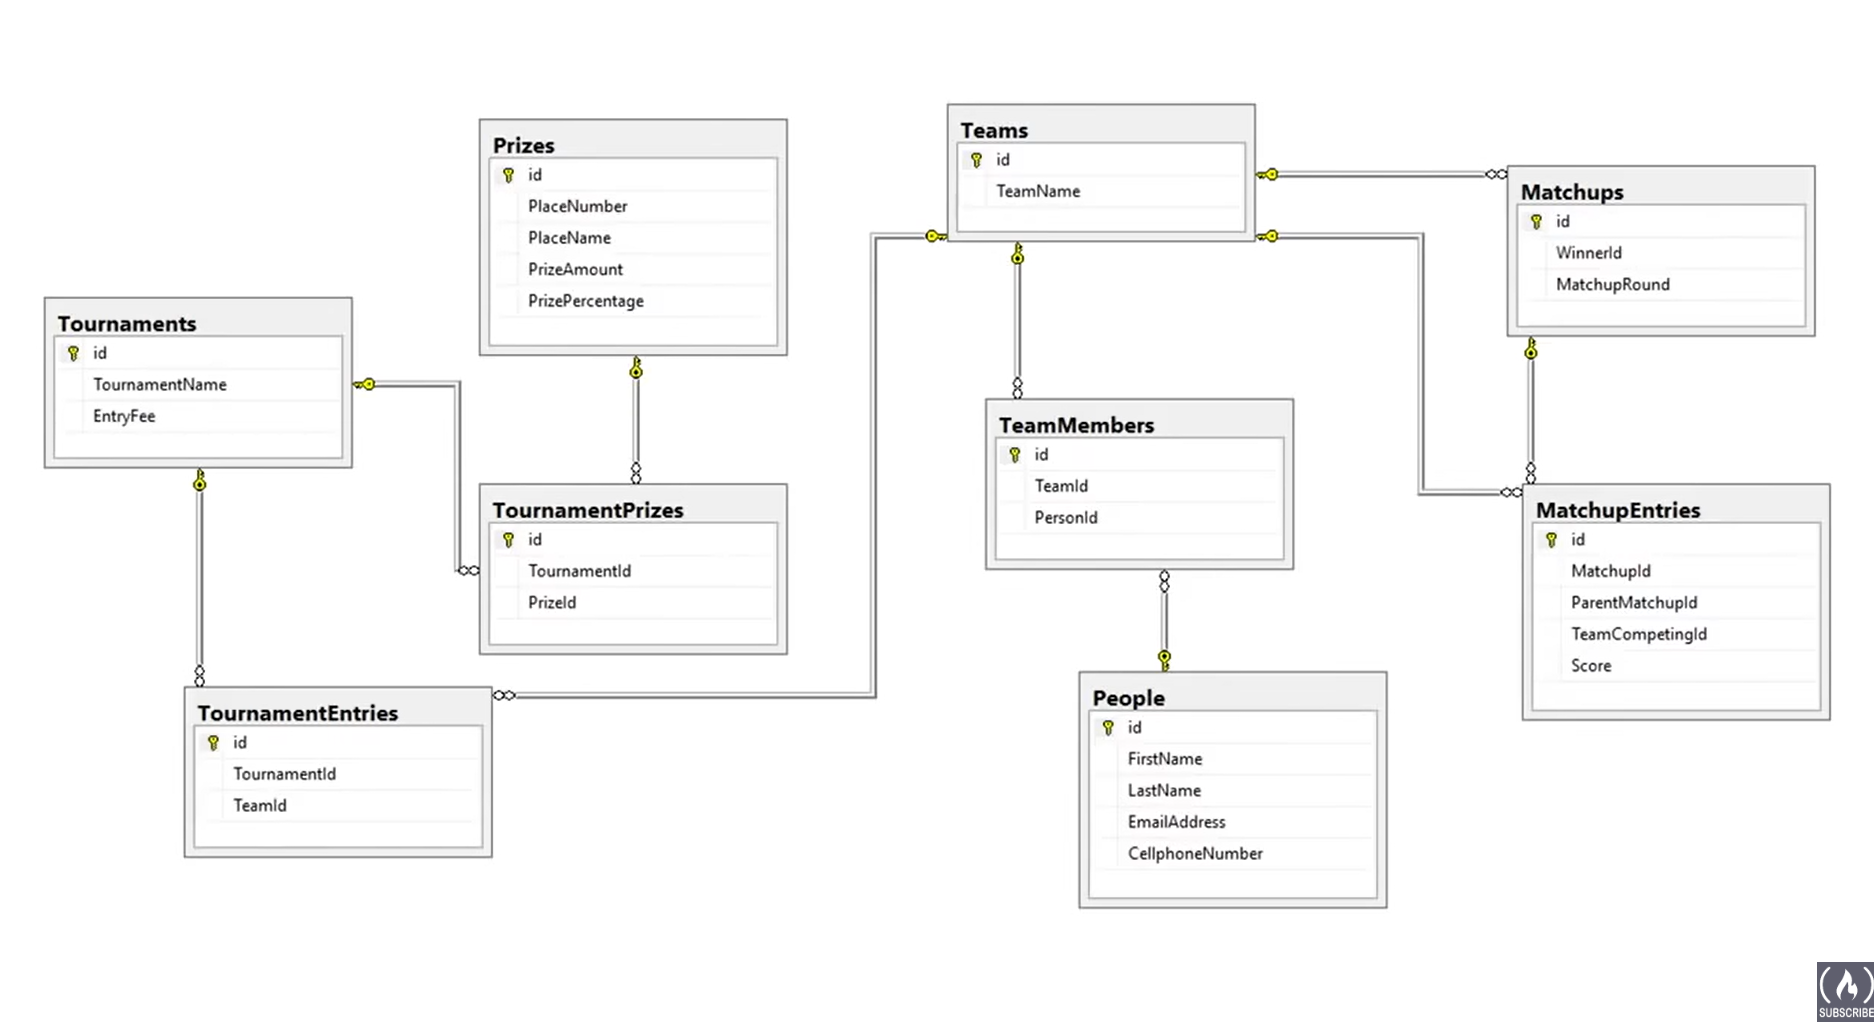 Tournaments
id
TournamentName
EntryFee
Prizes
id
PlaceNumber
PlaceName
PrizeAmount
PrizePercentage
TournamentPrizes
id
TournamentId
PrizeId
TournamentEntries
id
TournamentId
TeamId
Teams
id
TeamName
TeamMembers
id
TeamId
PersonId
People
id
FirstName
LastName
EmailAddress
CellphoneNumber
Matchups
id
WinnerId
MatchupRound
MatchupEntries
id
MatchupId
ParentMatchupId
TeamCompetingId
Score
SUBSCRIBE